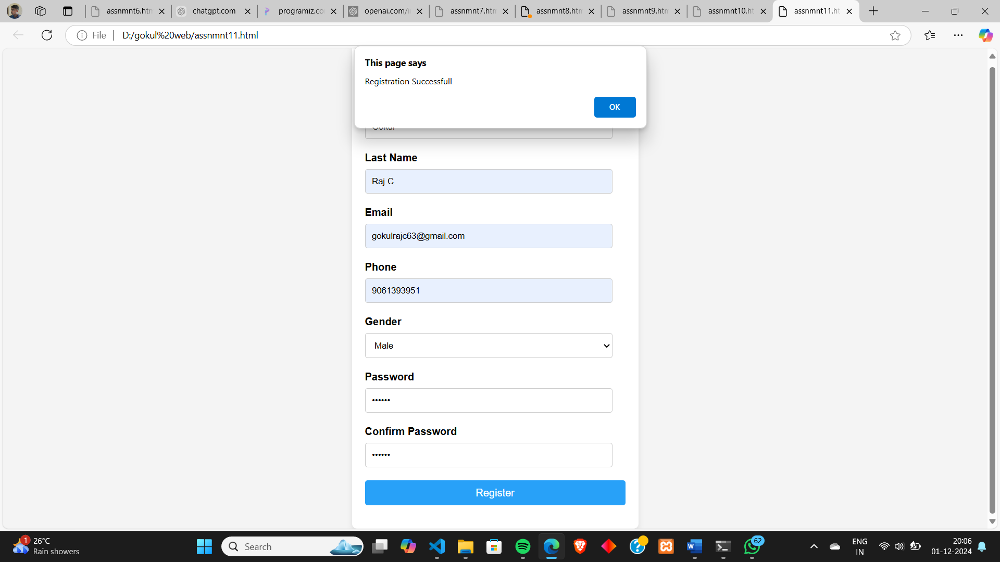 assnmnt6.htm
chatgpt.com
programiz.co
openai.com/i
assnmnt7.htm
assnmnt8.htm
assnmnt9.htm
assnmnt10.ht
assnmnt11.ht
File
D:/gokul%20web/assnmnt11.html
This page says
Registration Successfull
OK
Gokul
Last Name
Raj C
Email
gokulrajc63@gmail.com
Phone
9061393951
Gender
Male
Password
••••••
Confirm Password
••••••
Register
1
26°C
Rain showers
Search
62
ENG
IN
20:06
01-12-2024